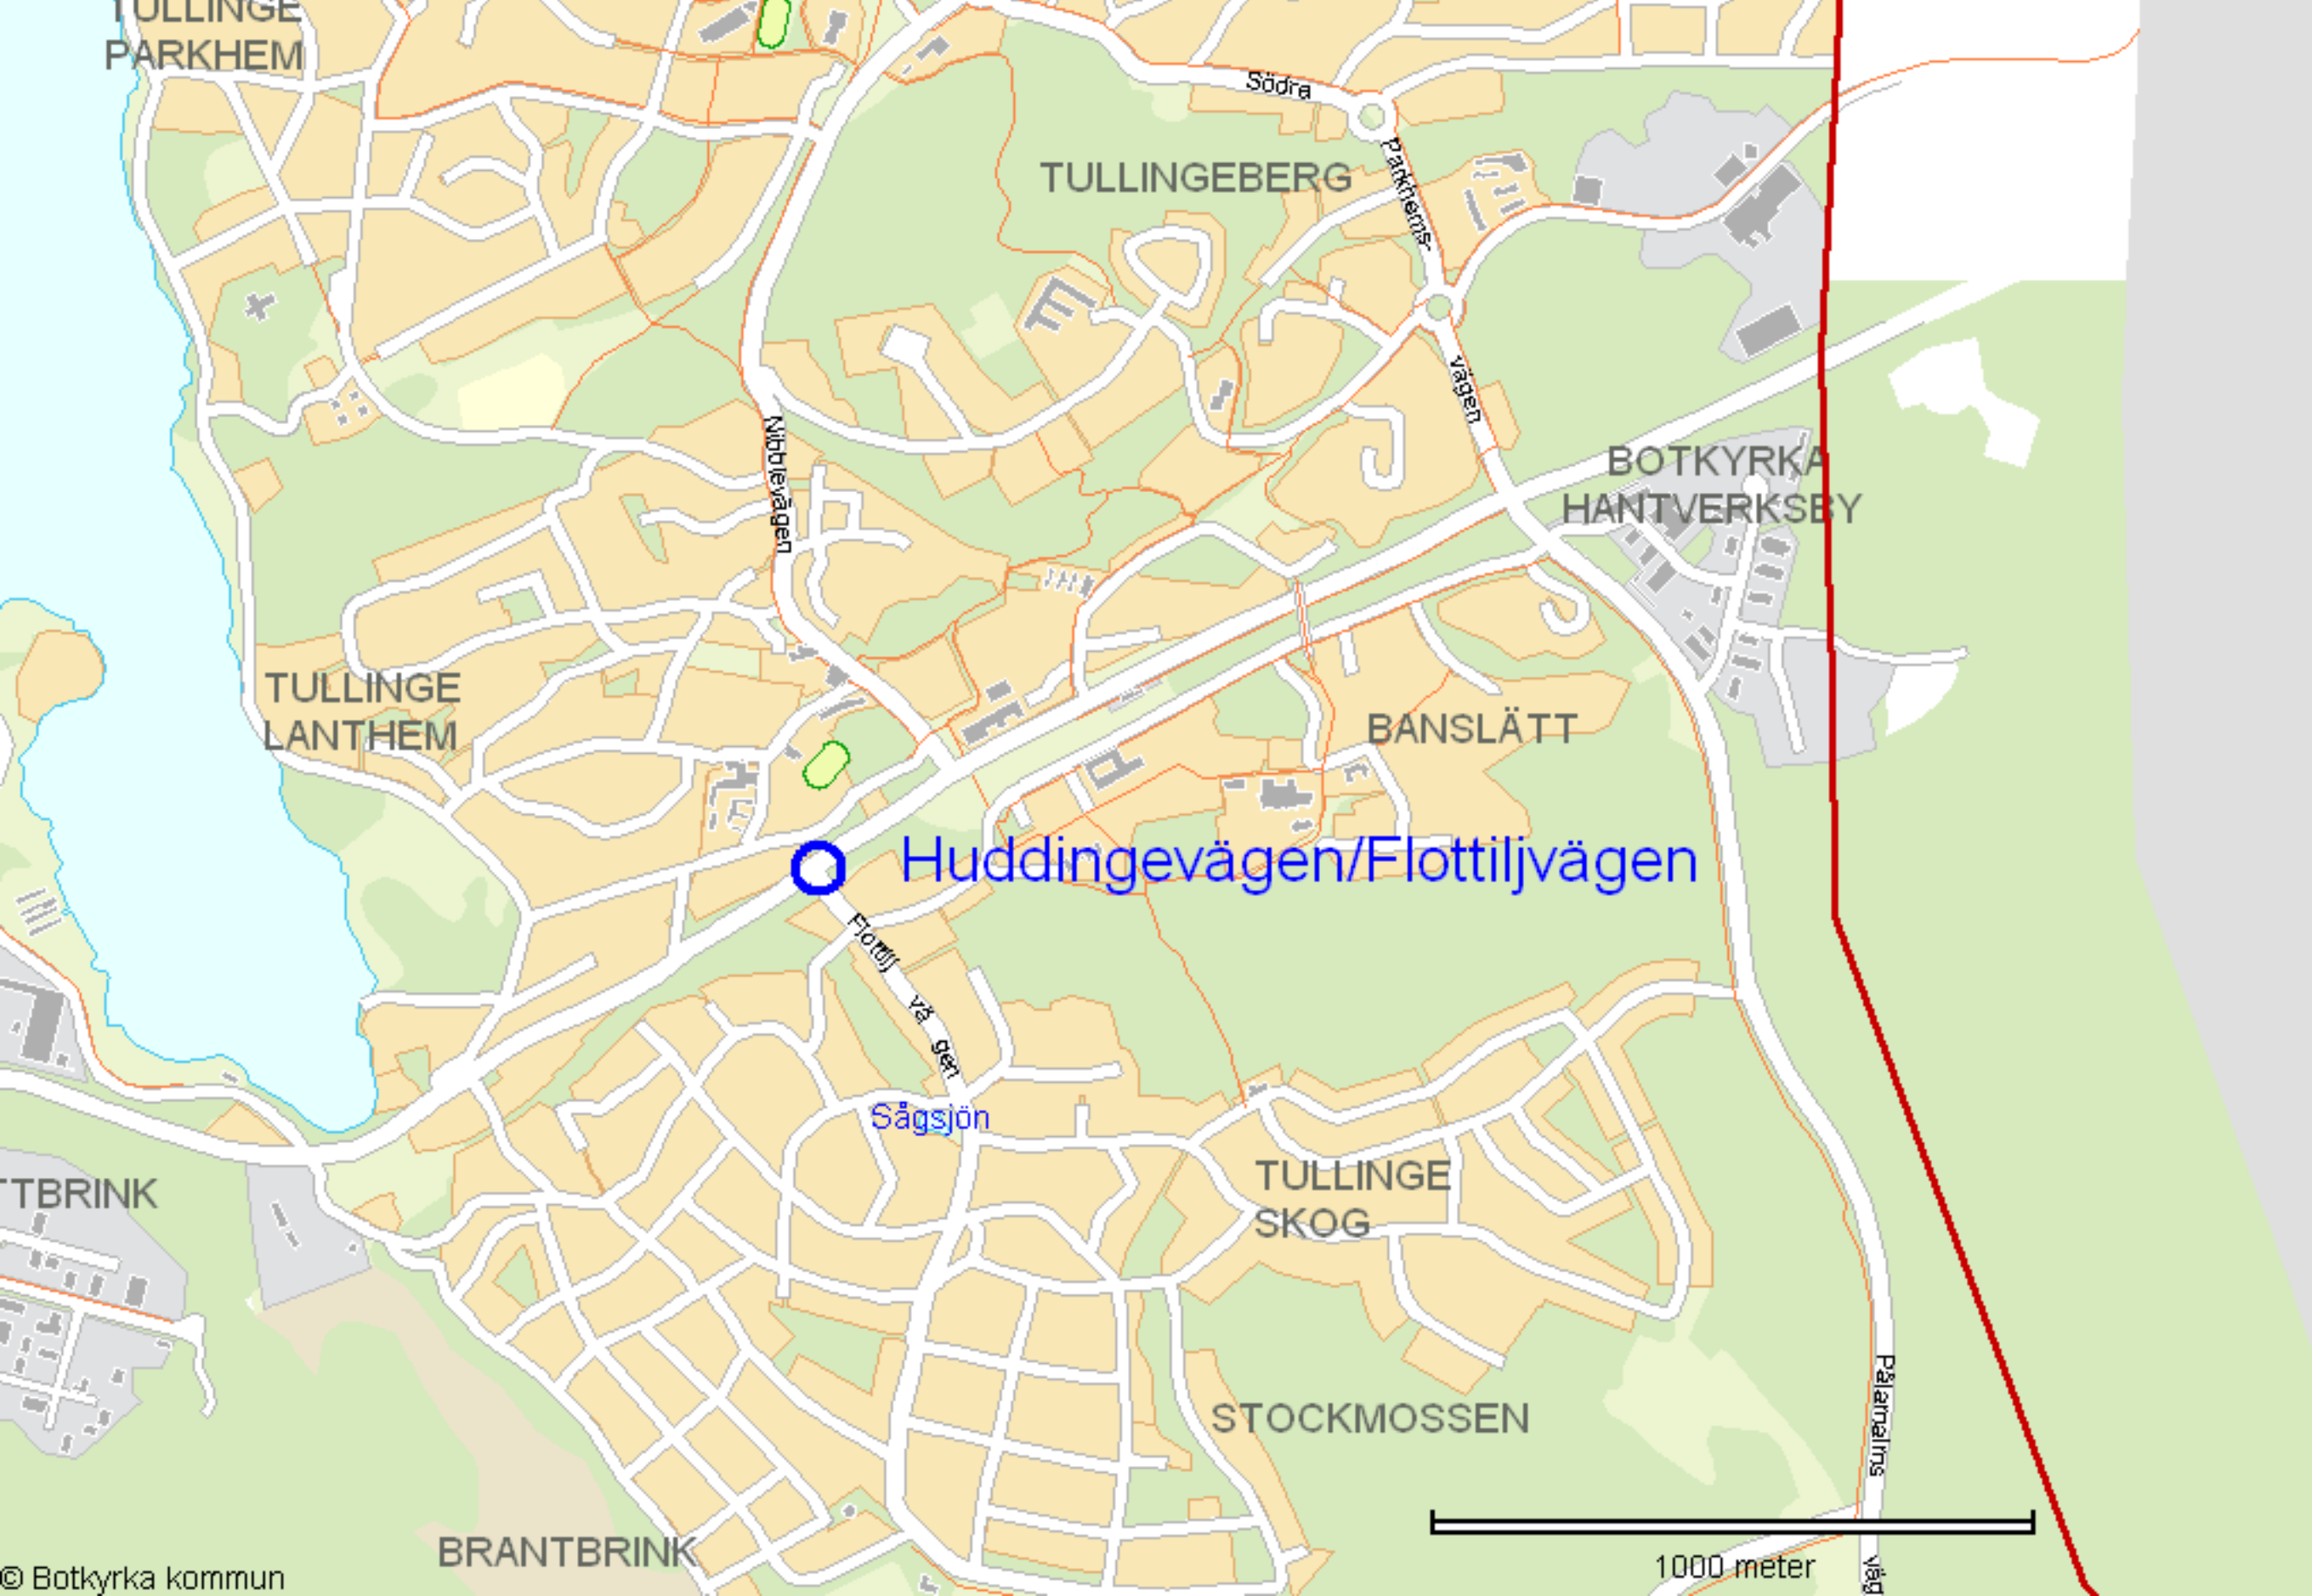 TULLINGE
PARKHEM
Södra
Parkhems-
TULLINGEBERG
vägen
Nibblevägen
BOTKYRKA
HANTVERKSBY
TULLINGE
LANTHEM
BANSLÄTT
Huddingevägen/Flottiljvägen
Flottilj
vä
gen
Sågsjön
TTBRINK
TULLINGE
SKOG
Pålamalms
STOCKMOSSEN
BRANTBRINK
1000 meter
väg
© Botkyrka kommun